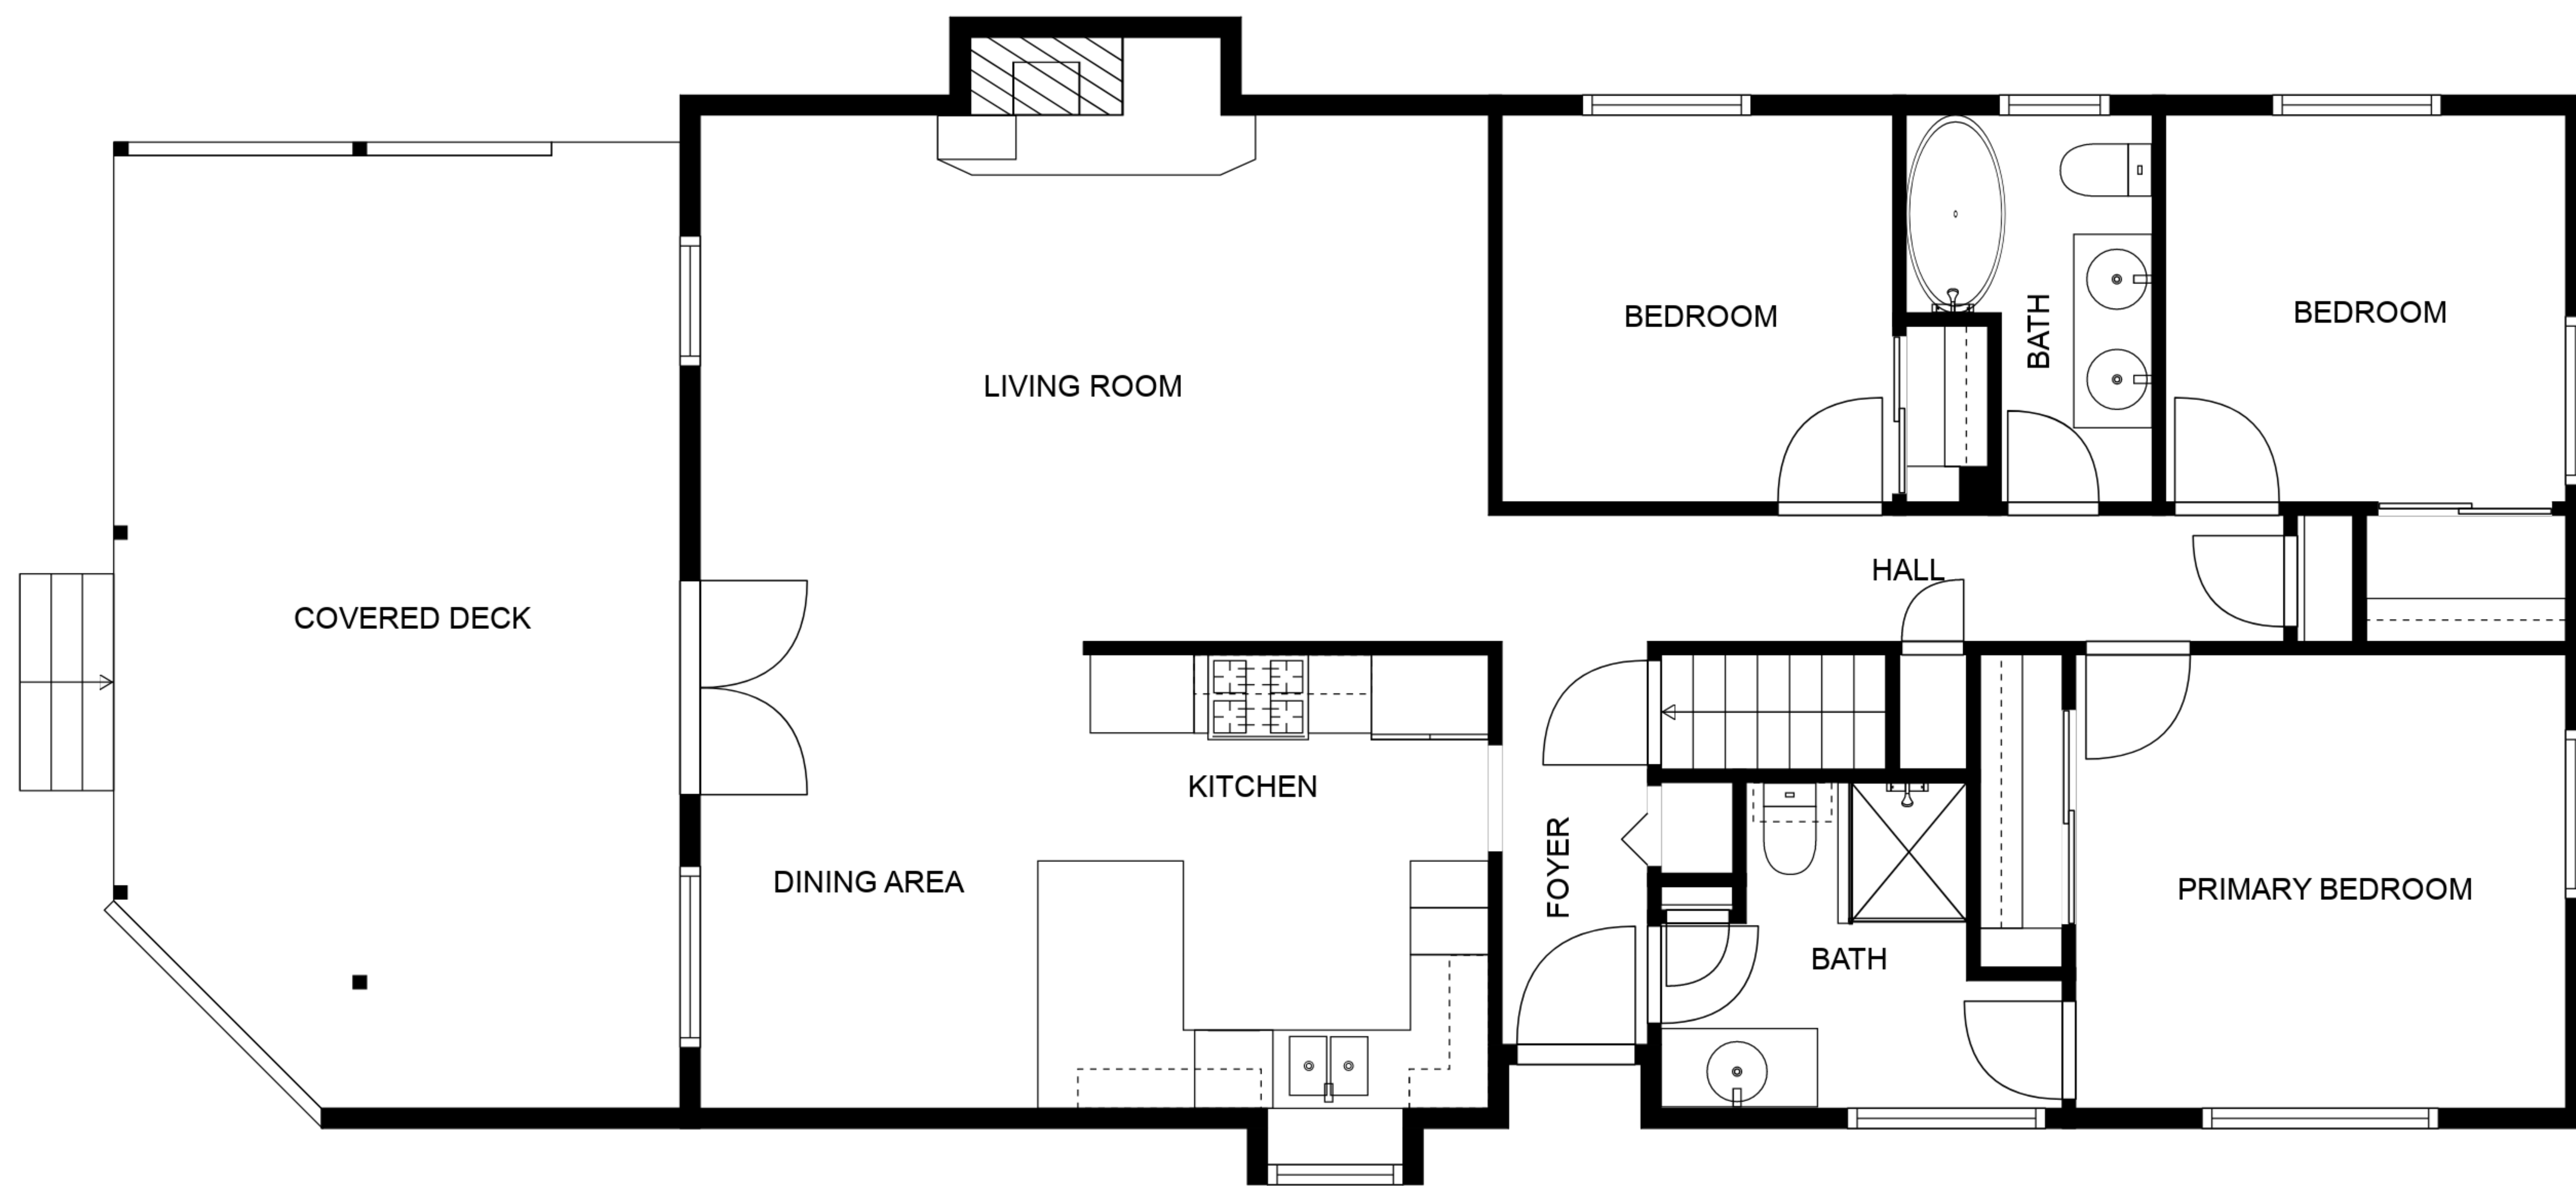 BEDROOM
BATH
BEDROOM
LIVING ROOM
HALL
COVERED DECK
KITCHEN
DINING AREA
FOYER
BATH
PRIMARY BEDROOM